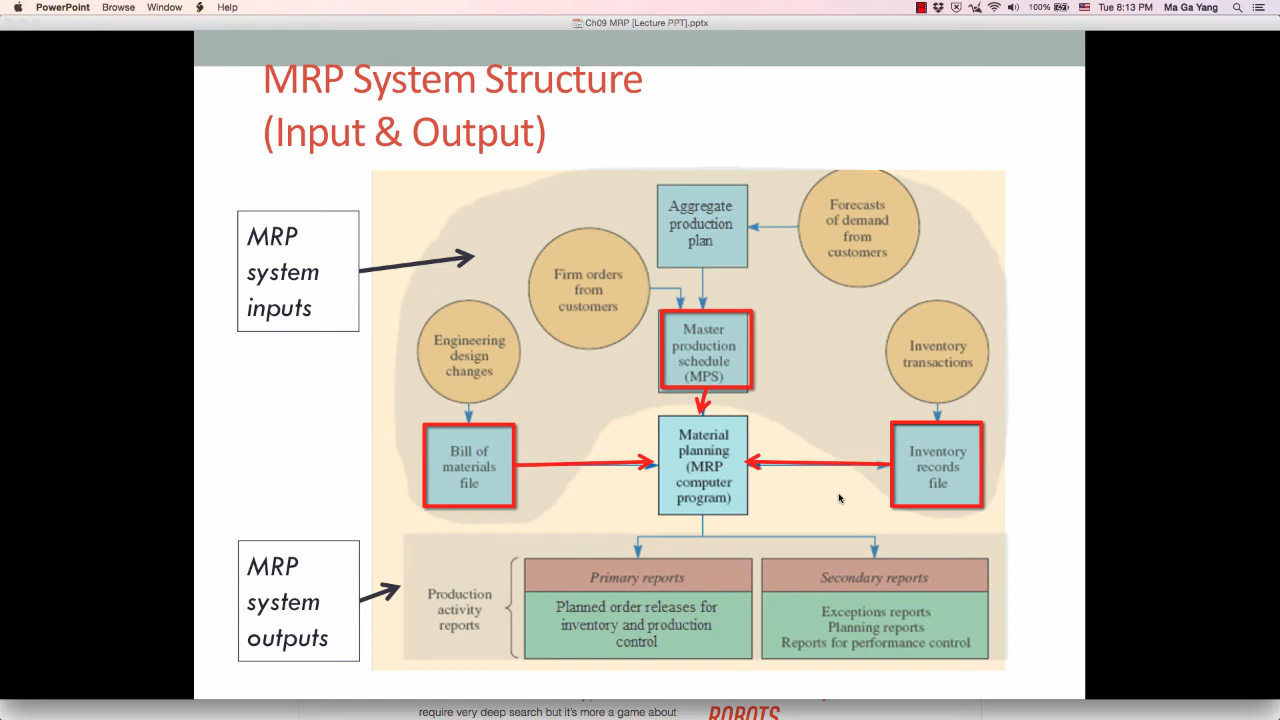 PowerPoint Browse Window Help
100% Tue 8:13 PM Ma Ga Yang
Ch09 MRP [Lecture PPT].pptx
MRP System Structure
(Input & Output)
MRP
system
inputs
Aggregate
production
plan
Forecasts
of demand
from
customers
Firm orders
from
customers
Master
production
schedule
(MPS)
Engineering
design
changes
Inventory
transactions
Bill of
materials
file
Material
planning
(MRP
computer
program)
Inventory
records
file
MRP
system
outputs
Production
activity
reports
Primary reports
Planned order releases for
inventory and production
control
Secondary reports
Exceptions reports
Planning reports
Reports for performance control
require very deep search but it's more a game about
ROBOTS